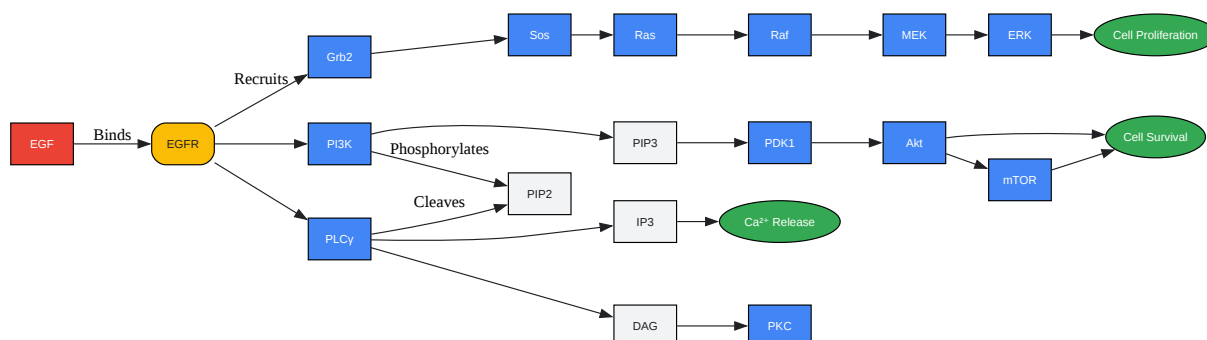 EGF
Binds
EGFR
Recruits
Grb2
Sos
Ras
Raf
MEK
ERK
Cell Proliferation
PI3K
Phosphorylates
PIP2
PIP3
PDK1
Akt
mTOR
Cell Survival
PLCγ
Cleaves
IP3
Ca²⁺ Release
DAG
PKC